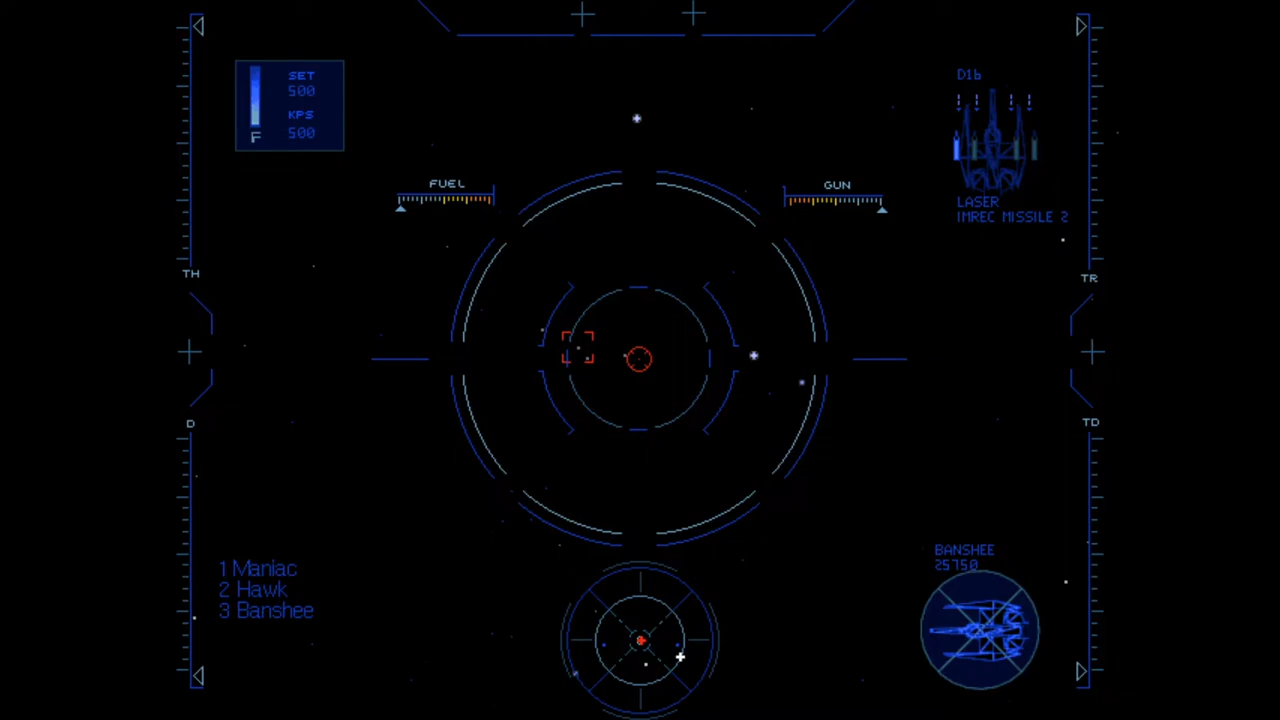 SET
500
KPS
500
F
D1b
FUEL
GUN
LASER
IMREC MISSILE 2
TH
TR
D
TD
BANSHEE
25750
1 Maniac
2 Hawk
3 Banshee